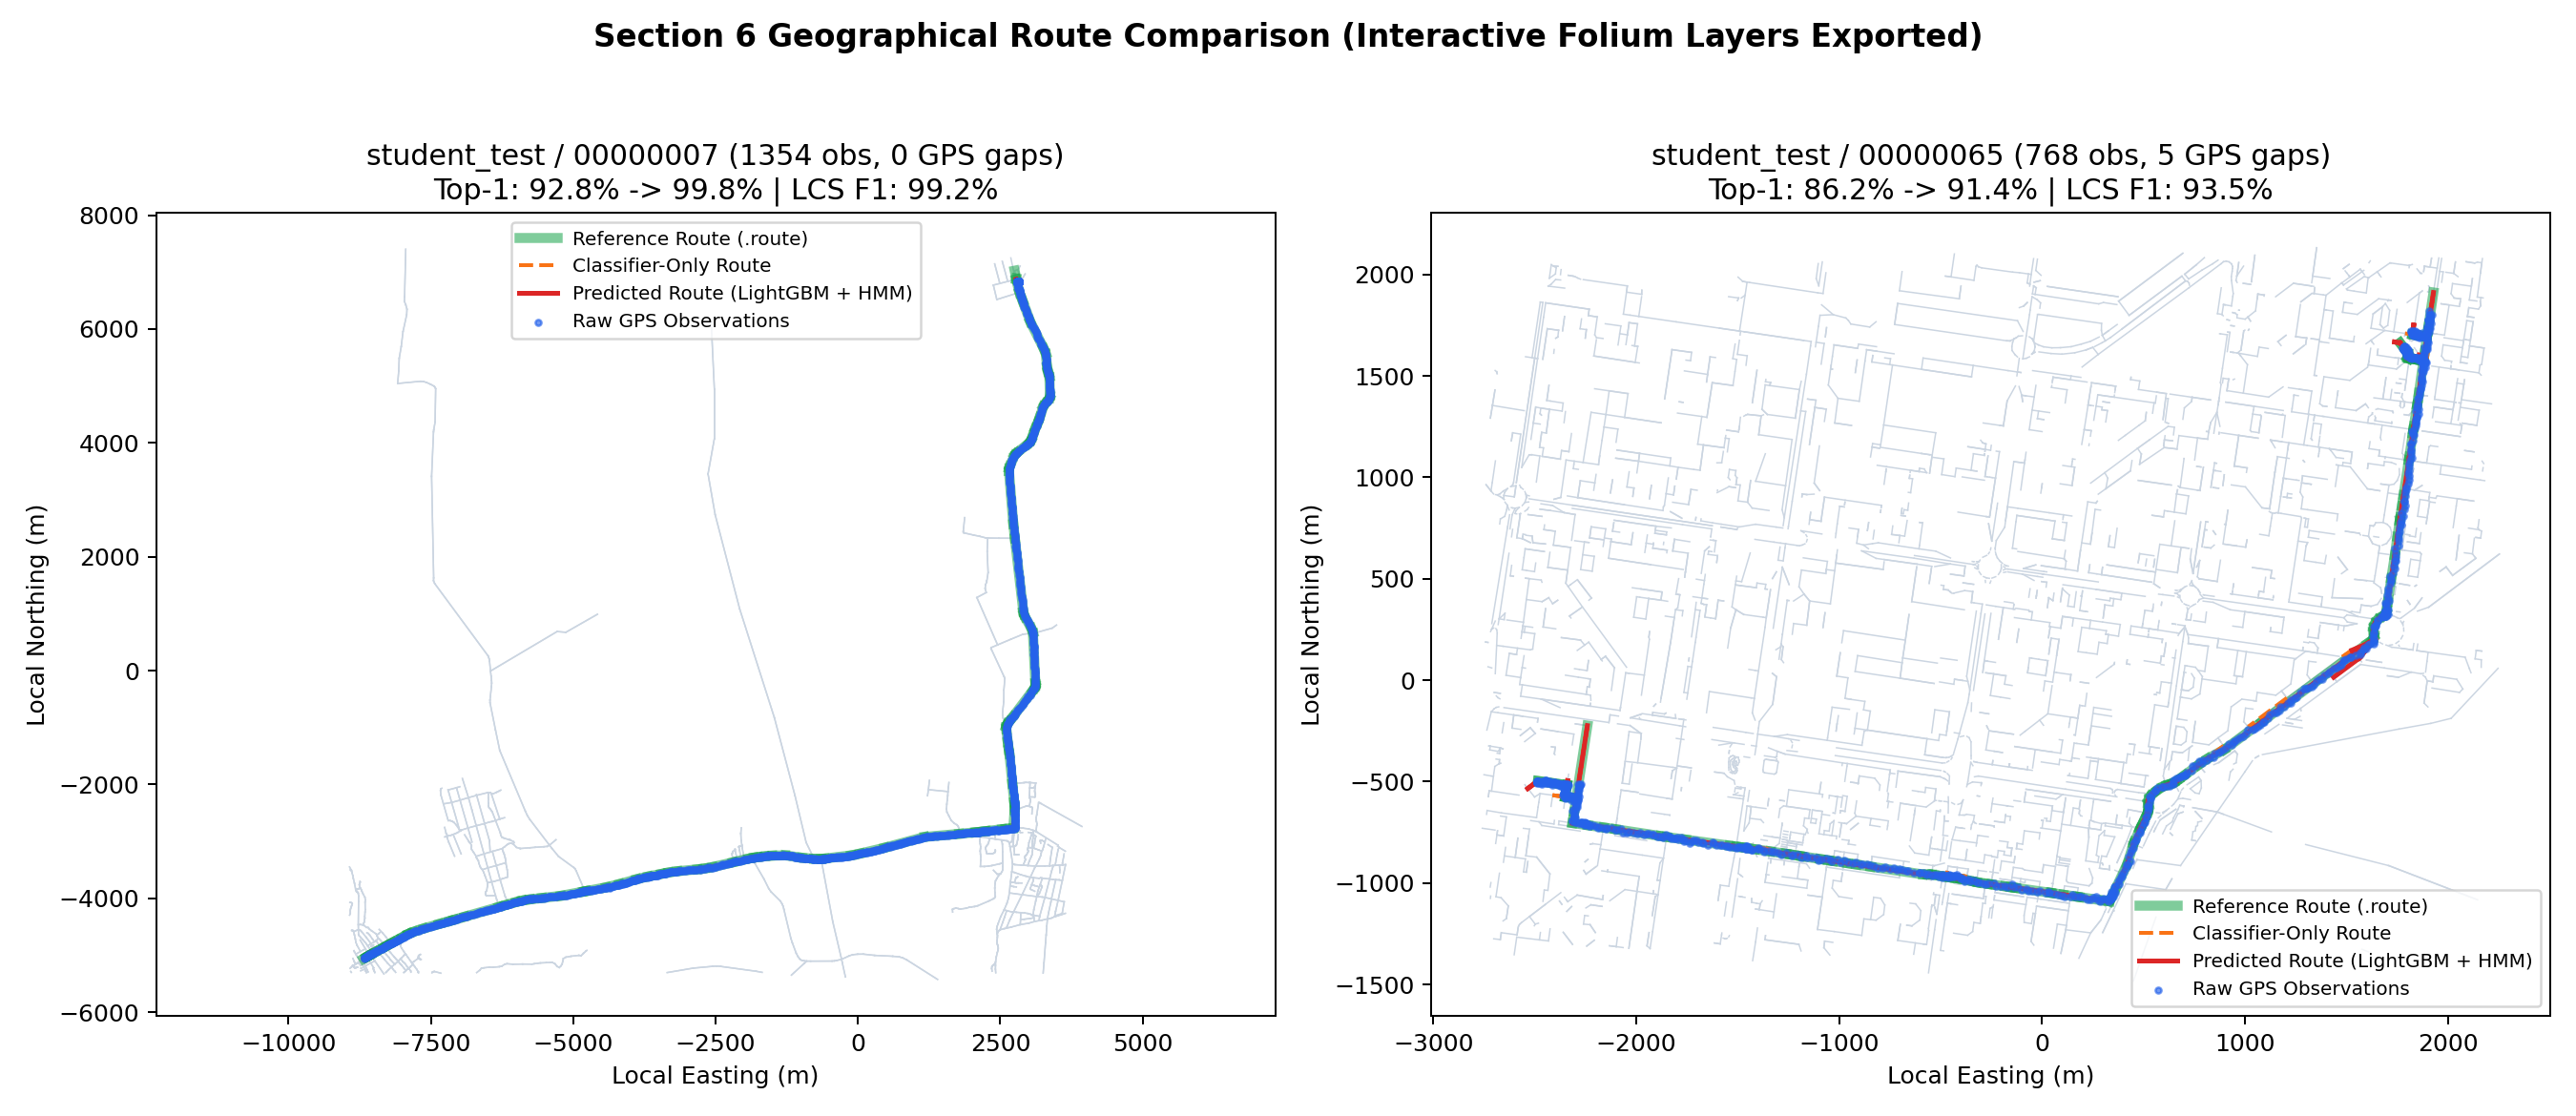 Section 6 Geographical Route Comparison (Interactive Folium Layers Exported)
student_test / 00000007 (1354 obs, 0 GPS gaps)
Top-1: 92.8% -> 99.8% | LCS F1: 99.2%
Reference Route (.route)
Classifier-Only Route
Predicted Route (LightGBM + HMM)
Raw GPS Observations
8000
6000
4000
2000
0
−2000
−4000
−6000
Local Northing (m)
−10000
−7500
−5000
−2500
0
2500
5000
Local Easting (m)
student_test / 00000065 (768 obs, 5 GPS gaps)
Top-1: 86.2% -> 91.4% | LCS F1: 93.5%
2000
1500
1000
500
0
−500
−1000
−1500
Local Northing (m)
Reference Route (.route)
Classifier-Only Route
Predicted Route (LightGBM + HMM)
Raw GPS Observations
−3000
−2000
−1000
0
1000
2000
Local Easting (m)